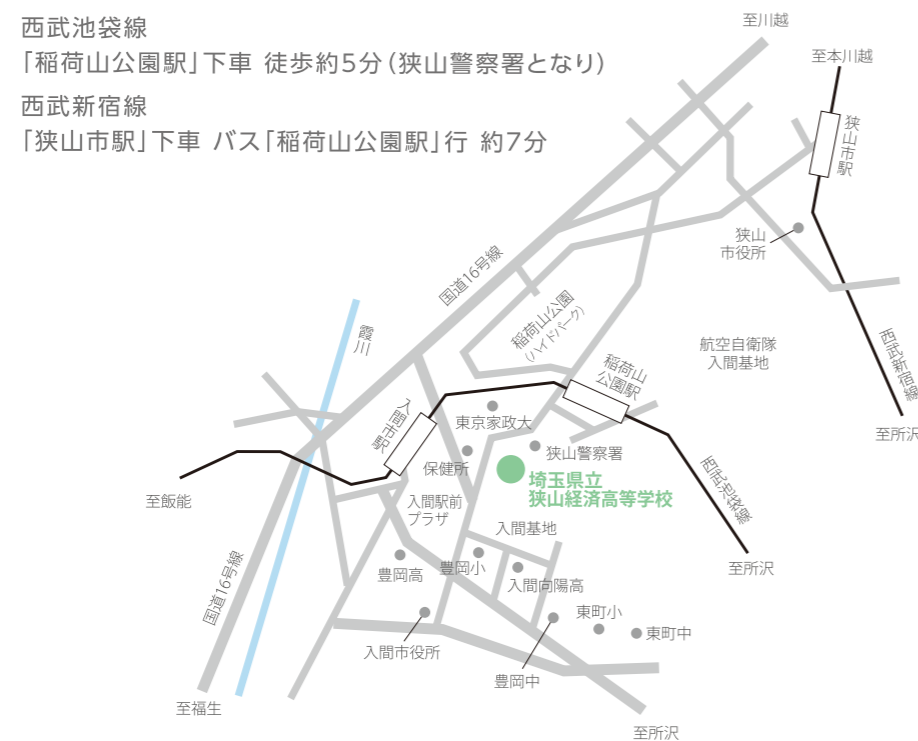 西武池袋線
「稲荷山公園駅」下車 徒歩約5分(狭山警察署となり)
西武新宿線
「狭山市駅」下車 バス「稲荷山公園駅」行 約7分
至川越
至本川越
狭山市駅
狭山
市役所
国道16号線
稲荷山公園
(ハイドパーク)
霞川
航空自衛隊
入間基地
西武新宿線
稲荷山
公園駅
至所沢
入間市駅
東京家政大
狭山警察署
保健所
埼玉県立
狭山経済高等学校
至飯能
入間駅前
プラザ
西武池袋線
入間基地
至所沢
国道16号線
豊岡高
豊岡小
入間向陽高
東町小
東町中
入間市役所
豊岡中
至福生
至所沢